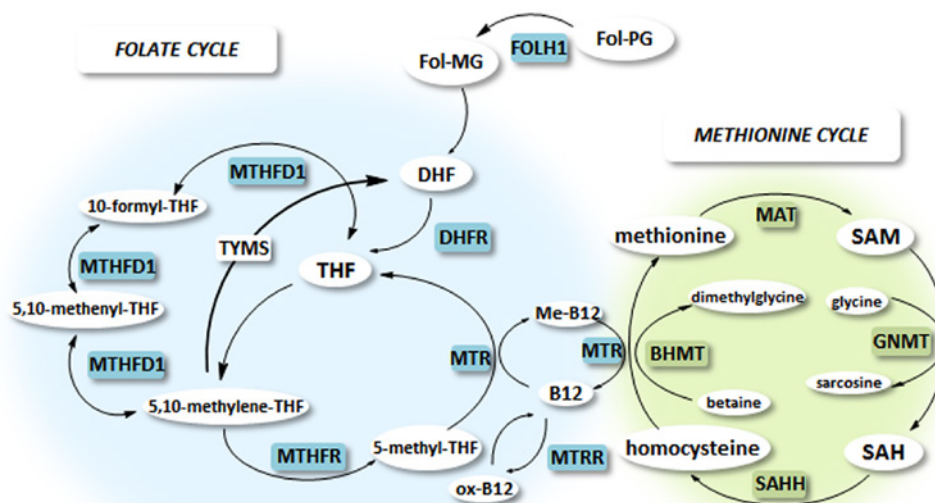 FOLATE CYCLE
Fol-MG
FOLH1
Fol-PG
METHIONINE CYCLE
MTHFD1
DHF
10-formyl-THF
TYMS
DHFR
MTHFD1
THF
5,10-methenyl-THF
MTHFD1
5,10-methylene-THF
MTHFR
5-methyl-THF
MTR
Me-B12
MTR
B12
MTRR
ox-B12
methionine
MAT
SAM
dimethylglycine
glycine
BHMT
GNMT
betaine
sarcosine
homocysteine
SAHH
SAH